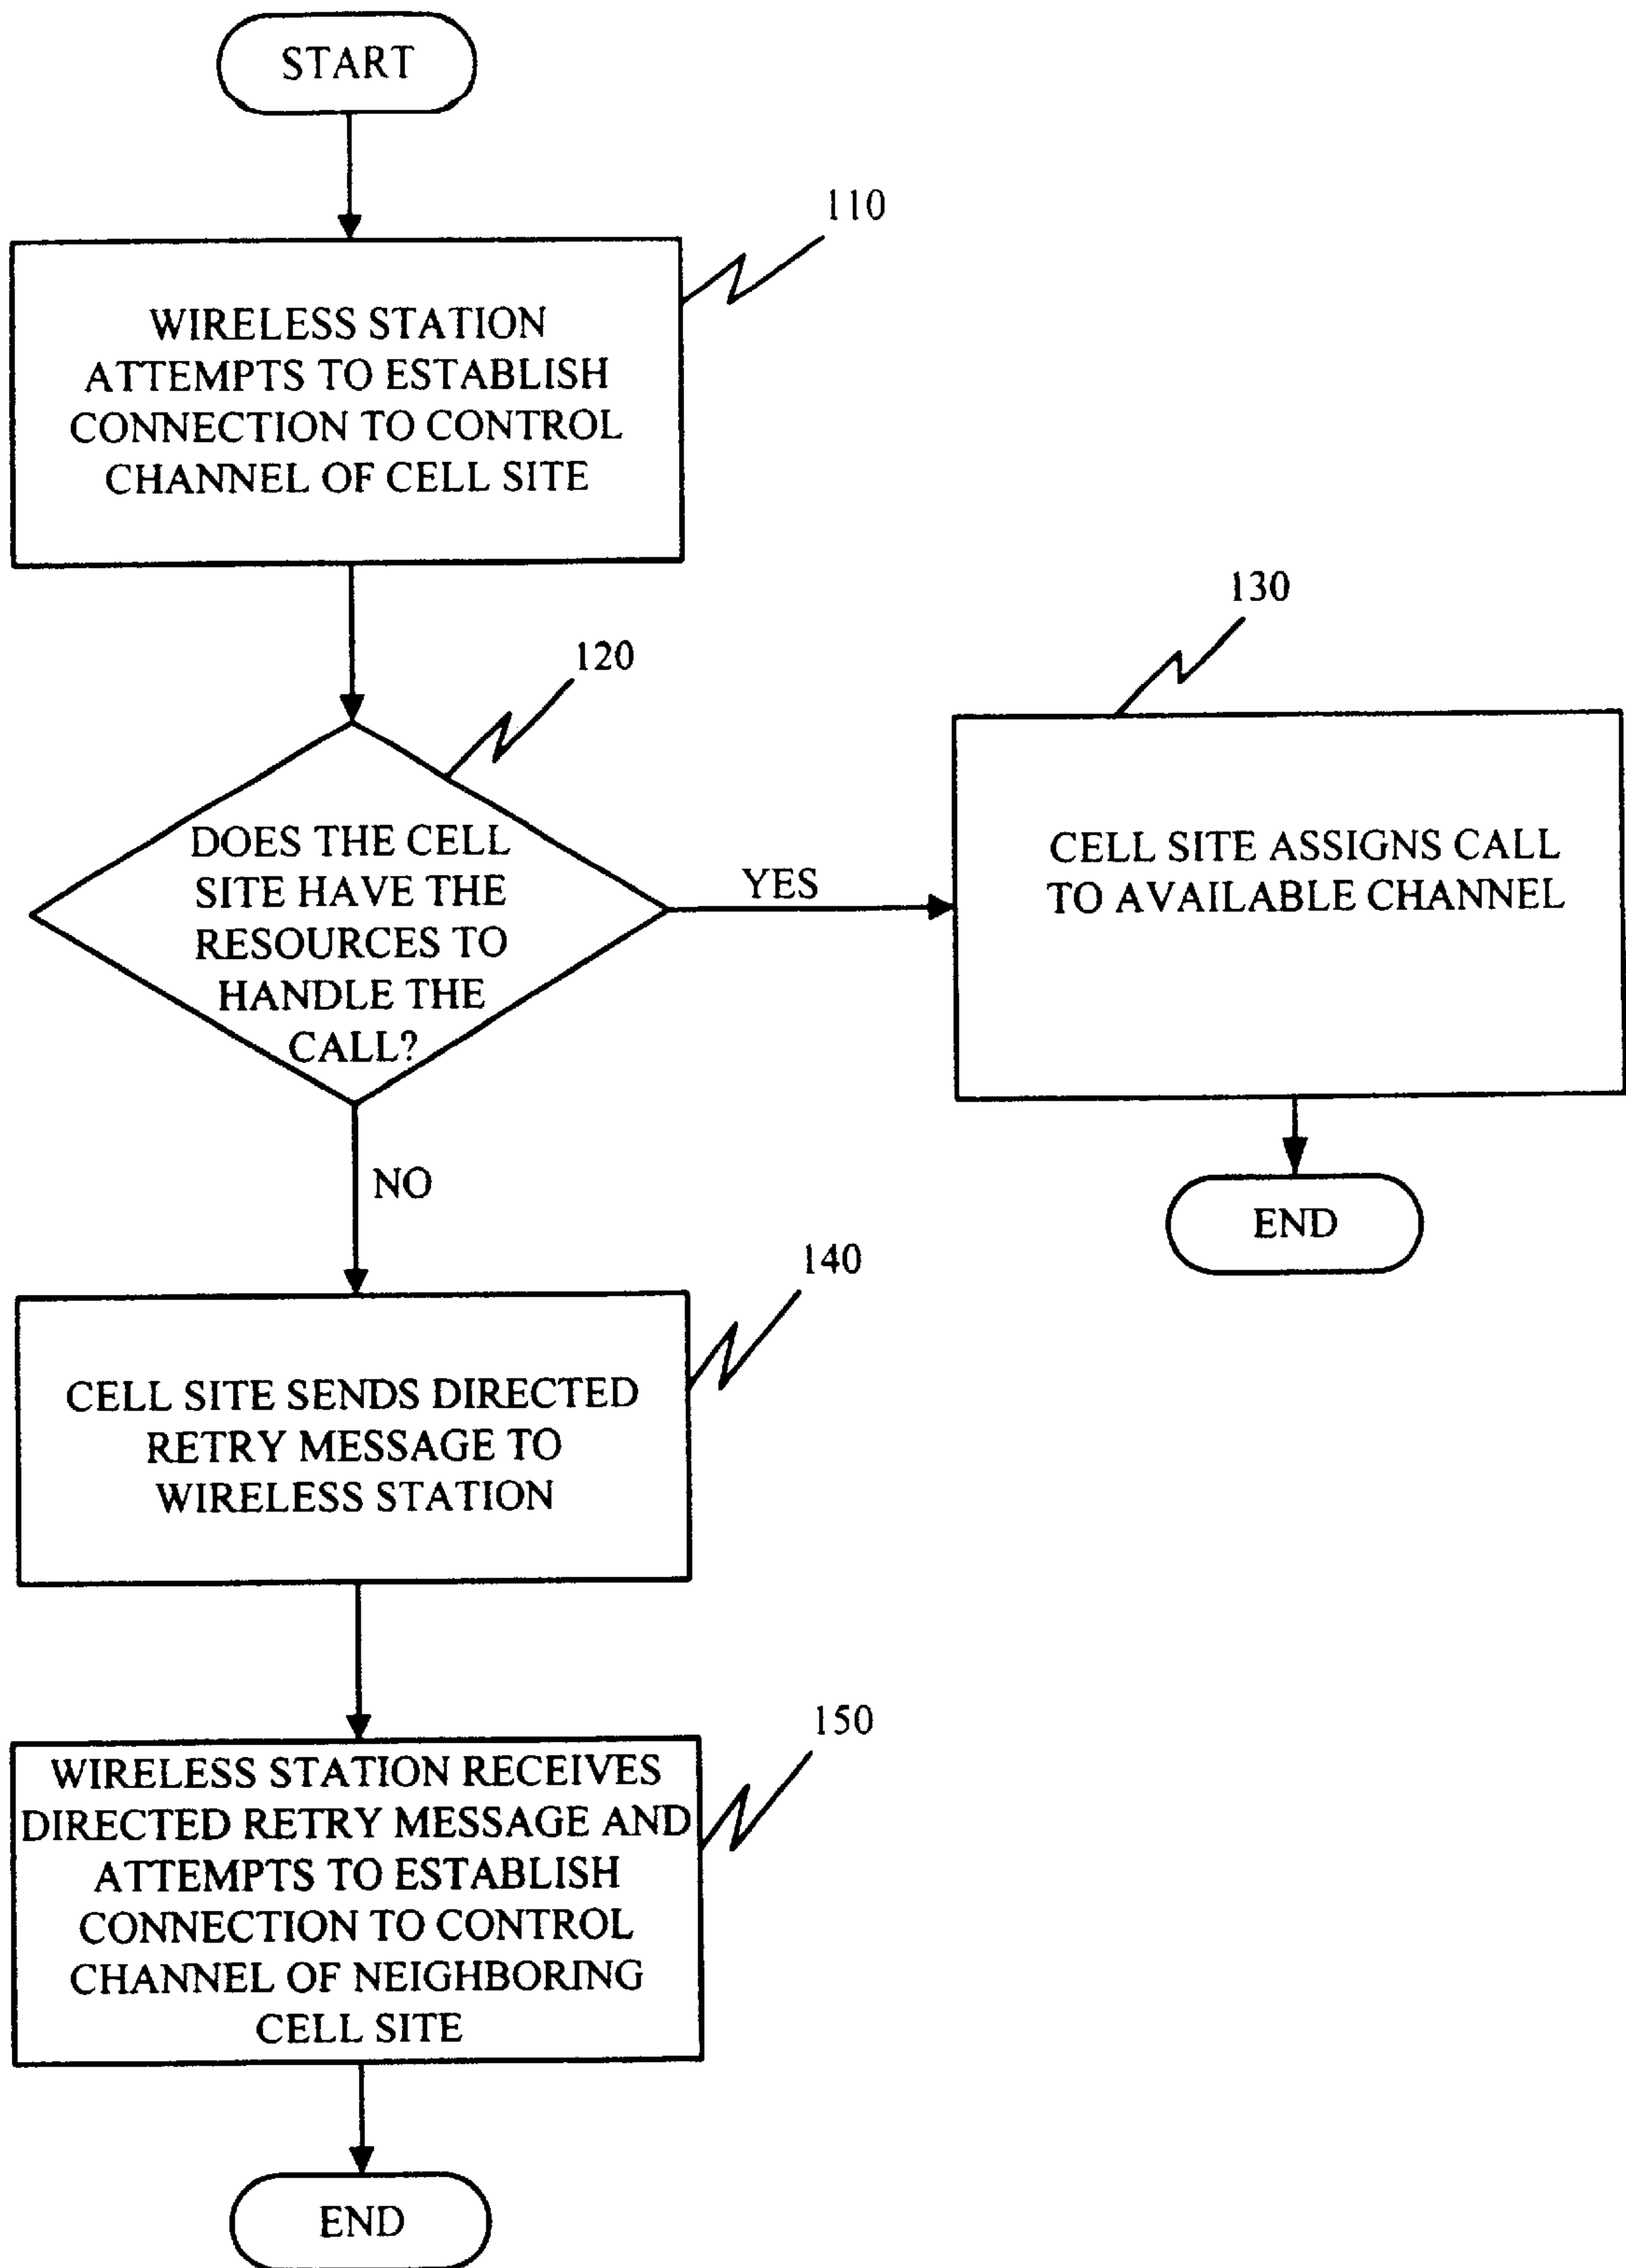 START
110
WIRELESS STATION
ATTEMPTS TO ESTABLISH
CONNECTION TO CONTROL
CHANNEL OF CELL SITE
120
DOES THE CELL
SITE HAVE THE
RESOURCES TO
HANDLE THE
CALL?
YES
130
CELL SITE ASSIGNS CALL
TO AVAILABLE CHANNEL
END
NO
140
CELL SITE SENDS DIRECTED
RETRY MESSAGE TO
WIRELESS STATION
150
WIRELESS STATION RECEIVES
DIRECTED RETRY MESSAGE AND
ATTEMPTS TO ESTABLISH
CONNECTION TO CONTROL
CHANNEL OF NEIGHBORING
CELL SITE
END